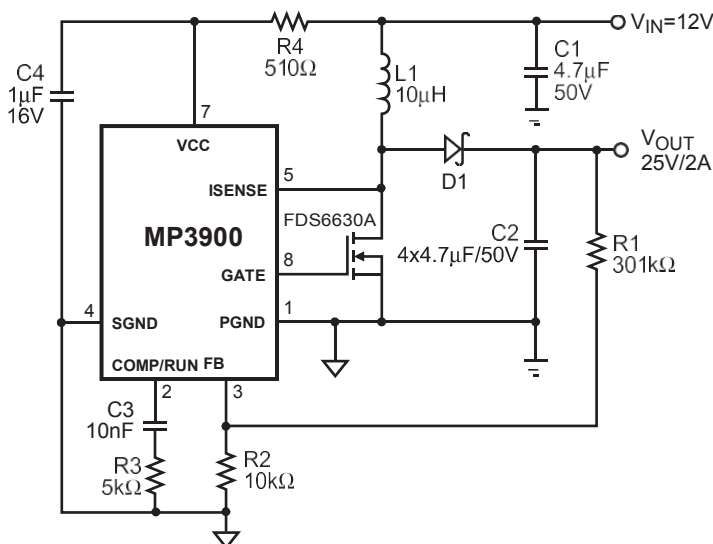 V_IN=12V
R4
510Ω
C1
4.7μF
50V
C4
1μF
16V
L1
10μH
7
VCC
V_OUT
25V/2A
D1
5
ISENSE
FDS6630A
MP3900
C2
4x4.7μF/50V
R1
301kΩ
8
GATE
4
SGND
1
PGND
COMP/RUN FB
2
3
C3
10nF
R3
5kΩ
R2
10kΩ